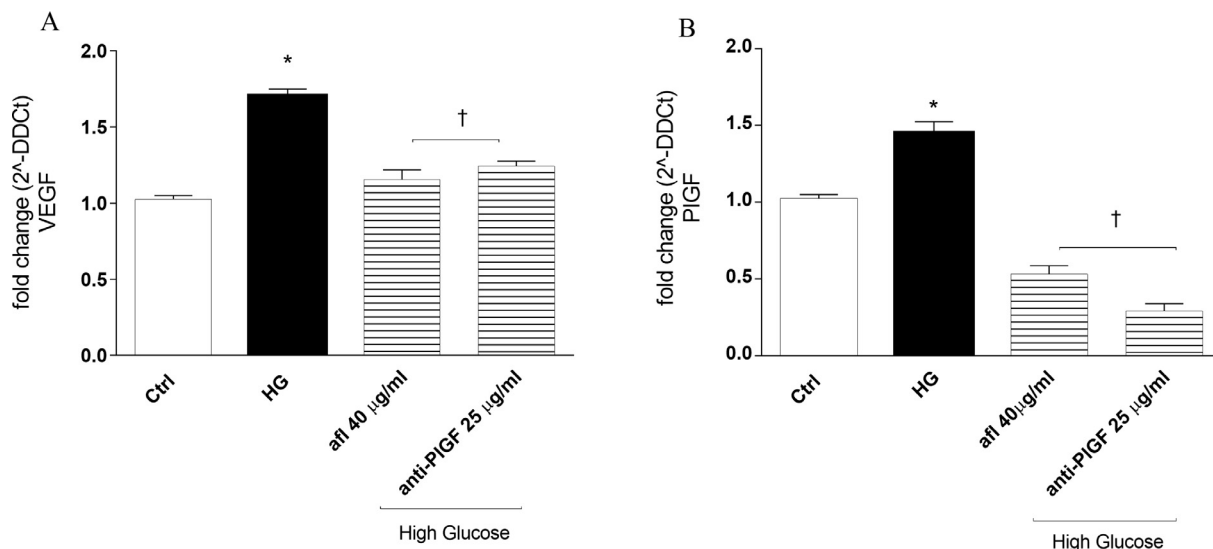 A
fold change (2^-DDCt)
VEGF
2.0
1.5
1.0
0.5
0.0
*
†
Ctrl
HG
afl 40 μg/ml
anti-PlGF 25 μg/ml
High Glucose
B
fold change (2^-DDCt)
PlGF
2.0
1.5
1.0
0.5
0.0
*
†
Ctrl
HG
afl 40μg/ml
anti-PlGF 25 μg/ml
High Glucose